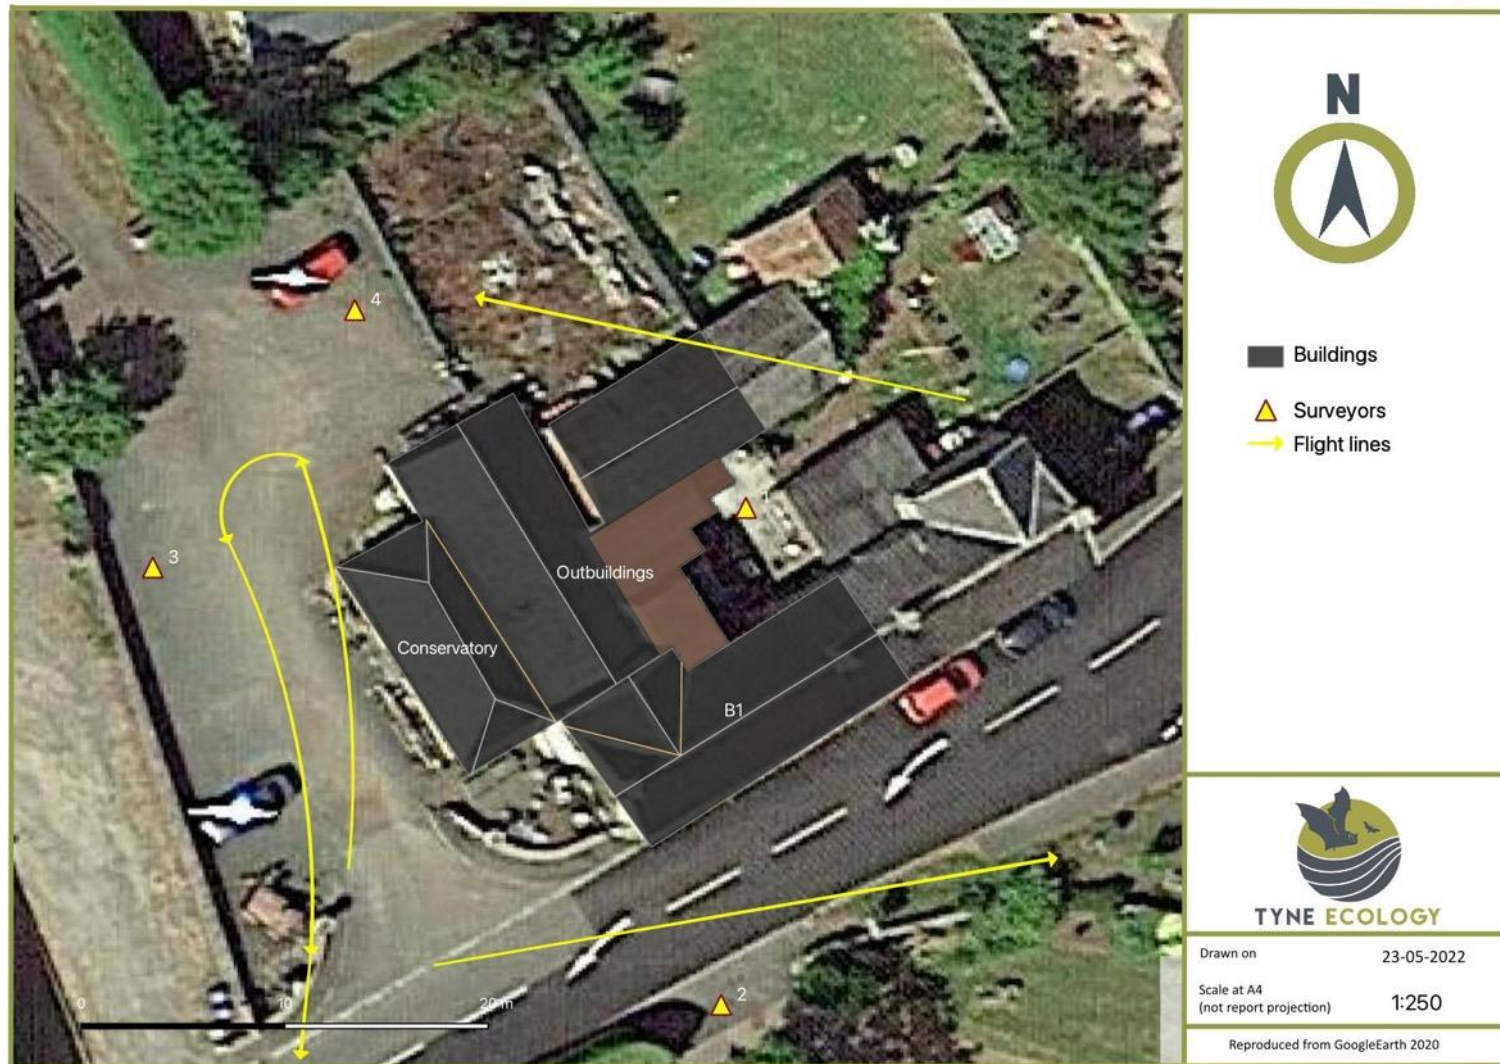 N
Buildings
Surveyors
Flight lines
4
1
3
Outbuildings
Conservatory
B1
2
0 10 20 m
TYNE ECOLOGY
Drawn on 23-05-2022
Scale at A4
(not report projection) 1:250
Reproduced from GoogleEarth 2020